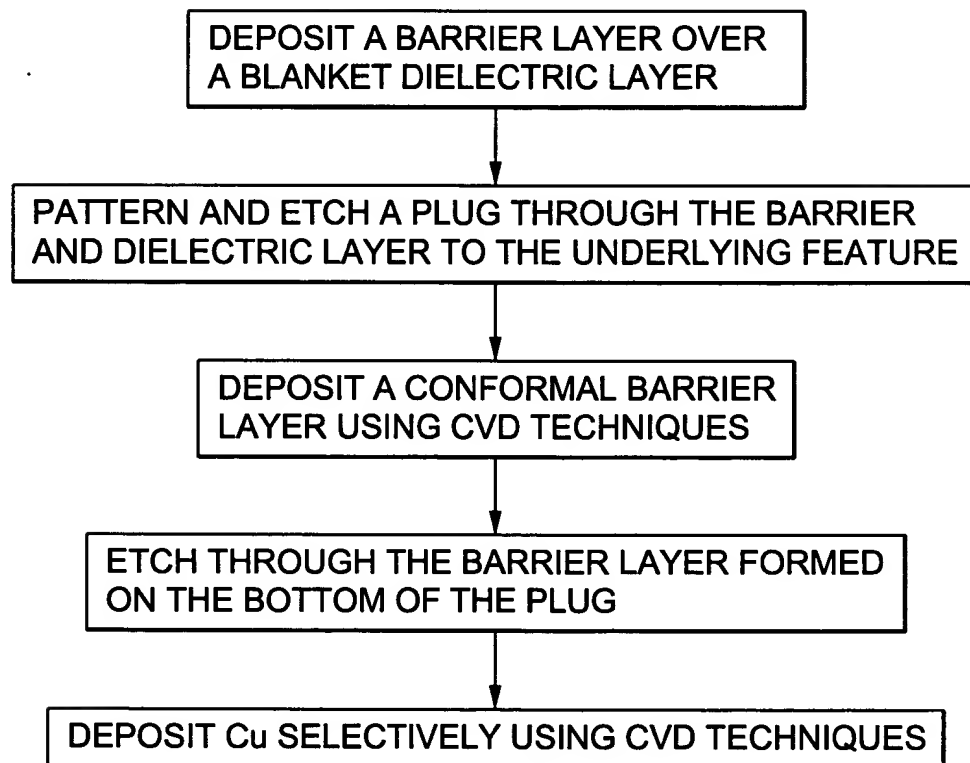 DEPOSIT A BARRIER LAYER OVER
A BLANKET DIELECTRIC LAYER
PATTERN AND ETCH A PLUG THROUGH THE BARRIER
AND DIELECTRIC LAYER TO THE UNDERLYING FEATURE
DEPOSIT A CONFORMAL BARRIER
LAYER USING CVD TECHNIQUES
ETCH THROUGH THE BARRIER LAYER FORMED
ON THE BOTTOM OF THE PLUG
DEPOSIT Cu SELECTIVELY USING CVD TECHNIQUES